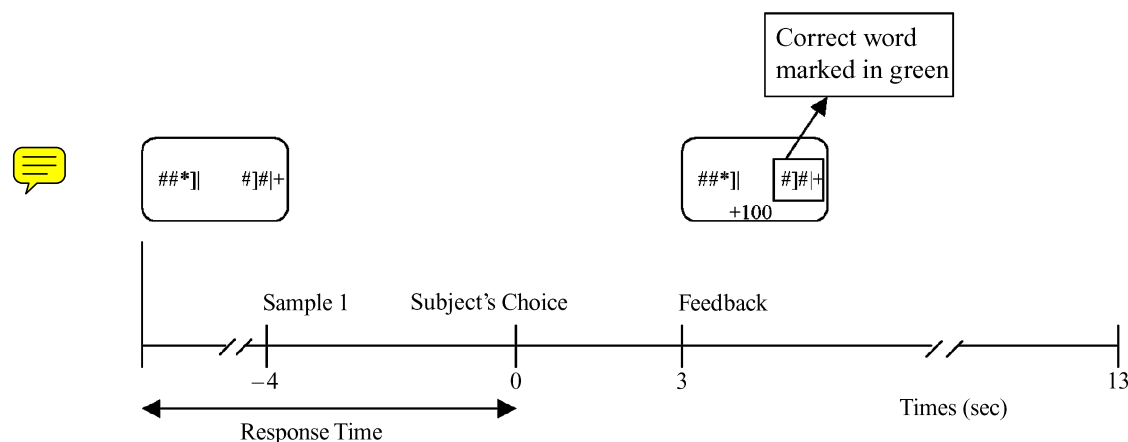 Correct word
marked in green
##*]| #]#|+
##*]| #]#|+
+100
Sample 1 Subject's Choice Feedback
–4 0 3 13
Times (sec)
Response Time